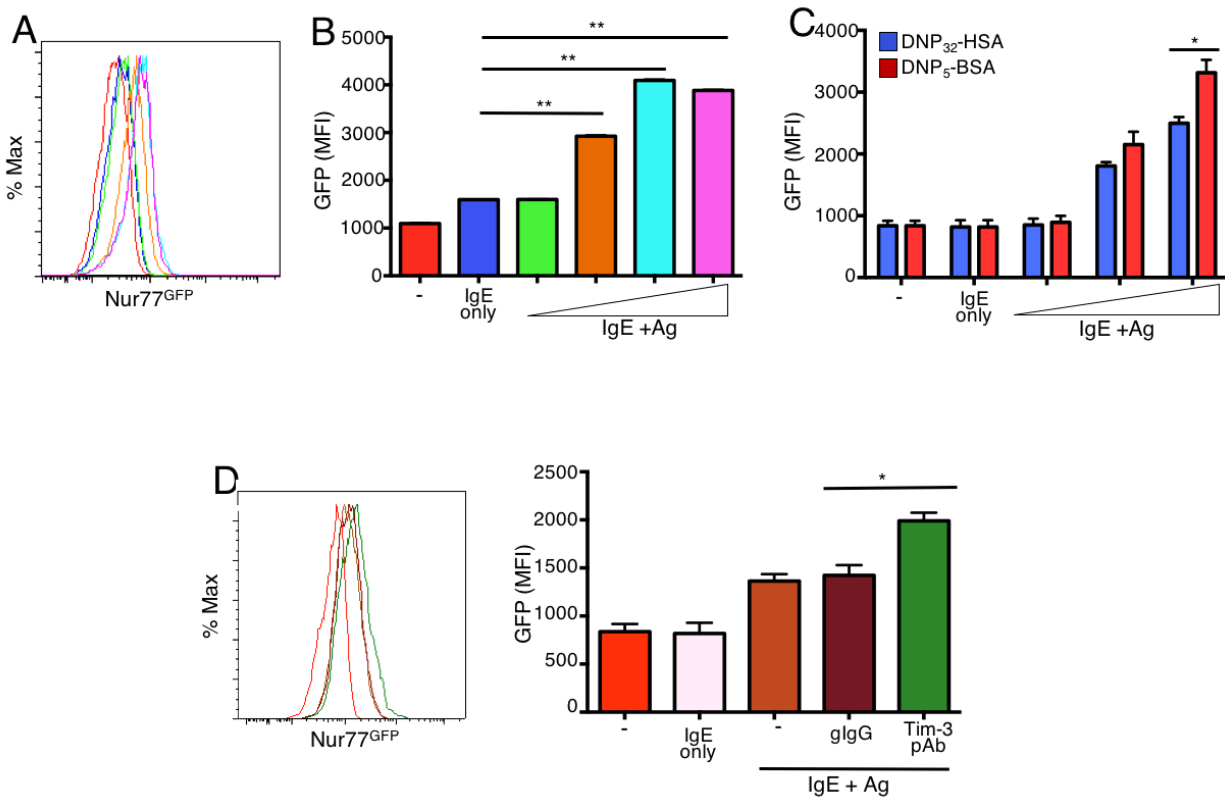 A
% Max
Nur77GFP
B
GFP (MFI)
5000
4000
3000
2000
1000
0
**
**
**
-
IgE
only
IgE +Ag
C
GFP (MFI)
4000
3000
2000
1000
0
DNP32-HSA
DNP5-BSA
*
-
IgE
only
IgE +Ag
D
% Max
Nur77GFP
GFP (MFI)
2500
2000
1500
1000
500
0
*
-
IgE
only
-
gIgG
Tim-3
pAb
IgE + Ag